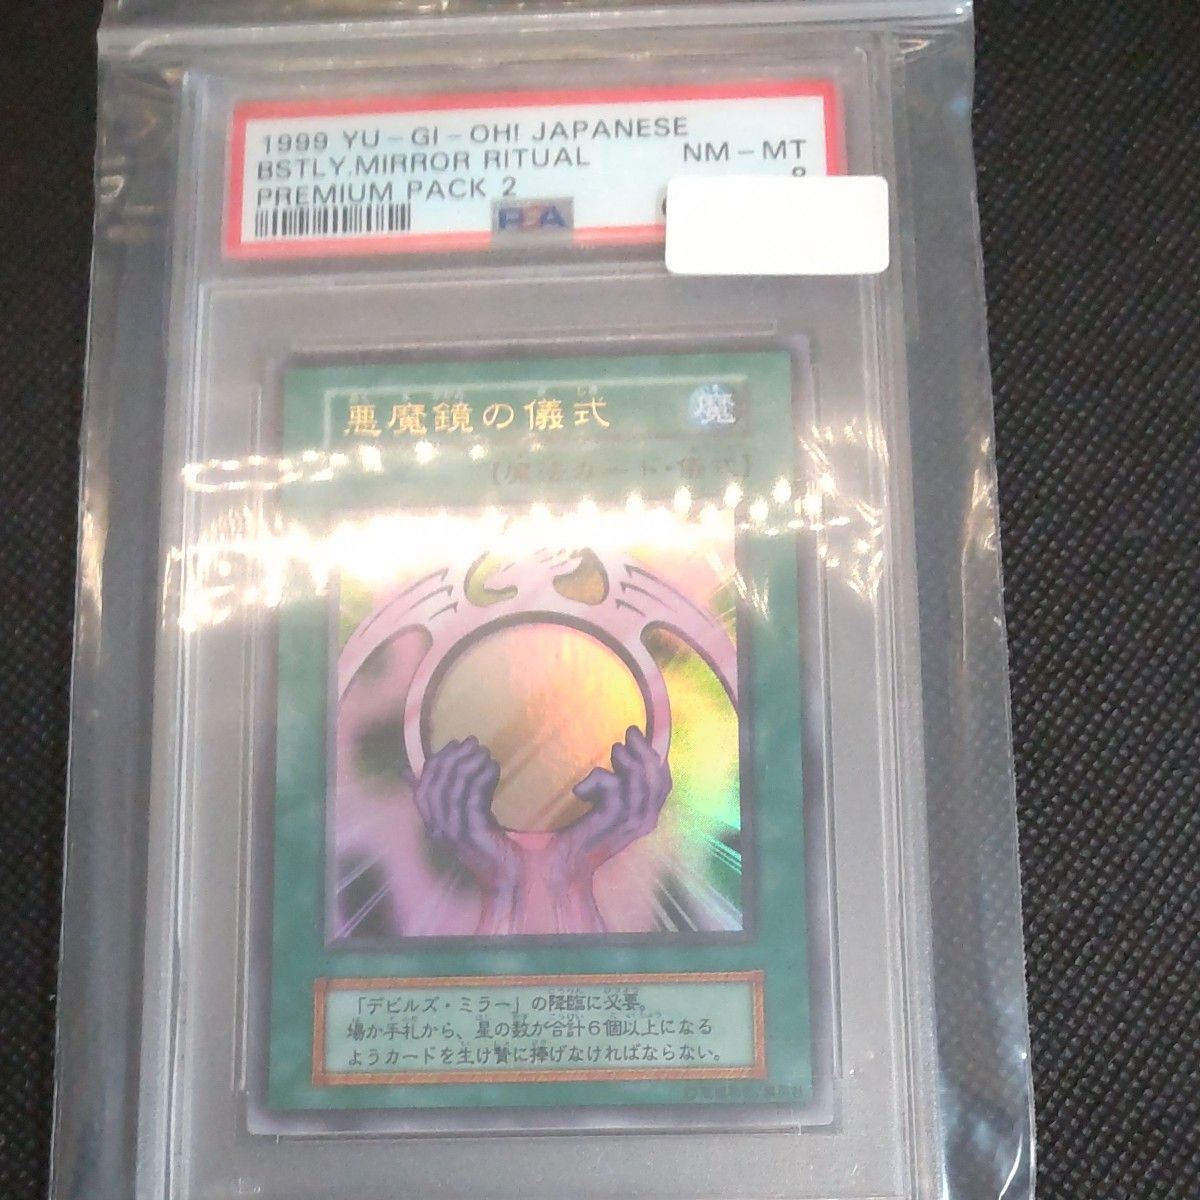 1999 YU-GI-OH! JAPANESE
BSTLY.MIRROR RITUAL NM-MT
PREMIUM PACK 2 8
PSA
悪魔鏡の儀式 魔
【魔法カード・儀式】
「デビルズ・ミラー」の降臨に必要。
場か手札から、星の数が合計6個以上になる
ようカードを生け贄に捧げなければならない。